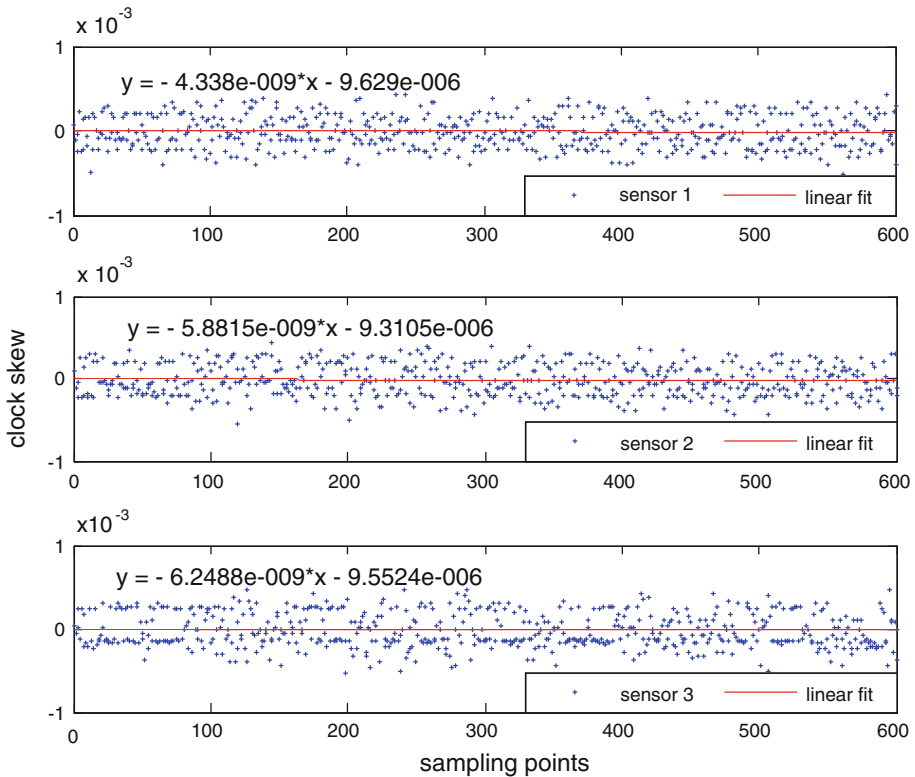 x 10^-3
1
y = - 4.338e-009*x - 9.629e-006
0
sensor 1 linear fit
-1
0 100 200 300 400 500 600
x 10^-3
1
y = - 5.8815e-009*x - 9.3105e-006
0
clock skew
sensor 2 linear fit
-1
0 100 200 300 400 500 600
x10^-3
1
y = - 6.2488e-009*x - 9.5524e-006
0
sensor 3 linear fit
-1
0 100 200 300 400 500 600
sampling points